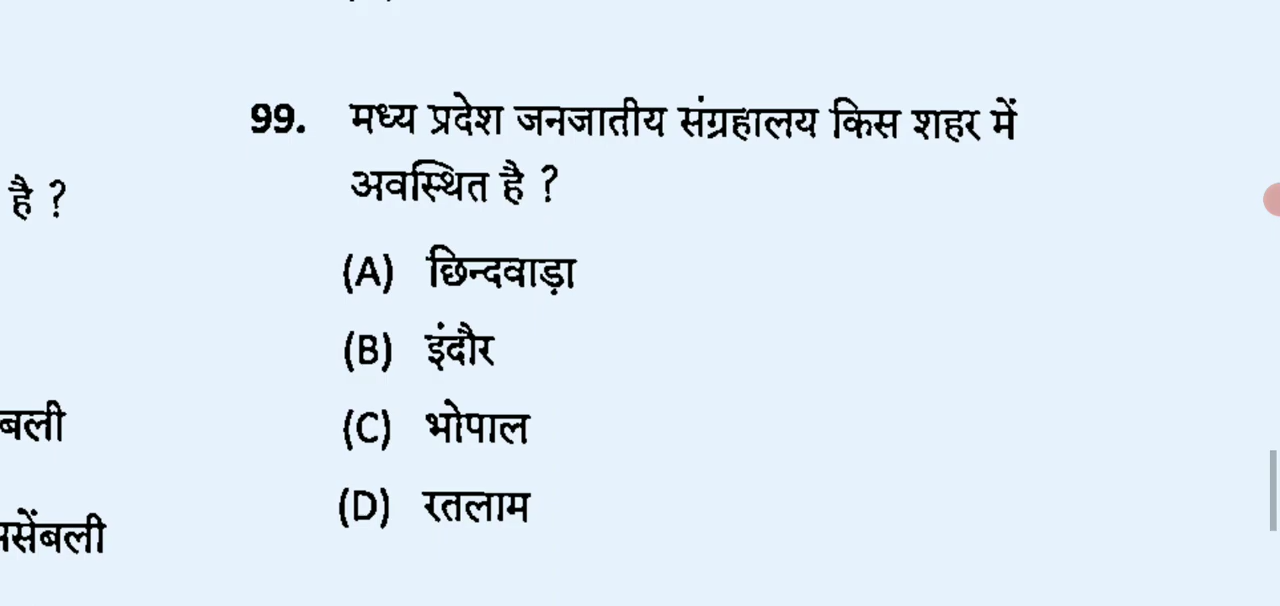 99. मध्य प्रदेश जनजातीय संग्रहालय किस शहर में
अवस्थित है ?
(A) छिन्दवाड़ा
(B) इंदौर
(C) भोपाल
(D) रतलाम
है ?
बली
सेंबली